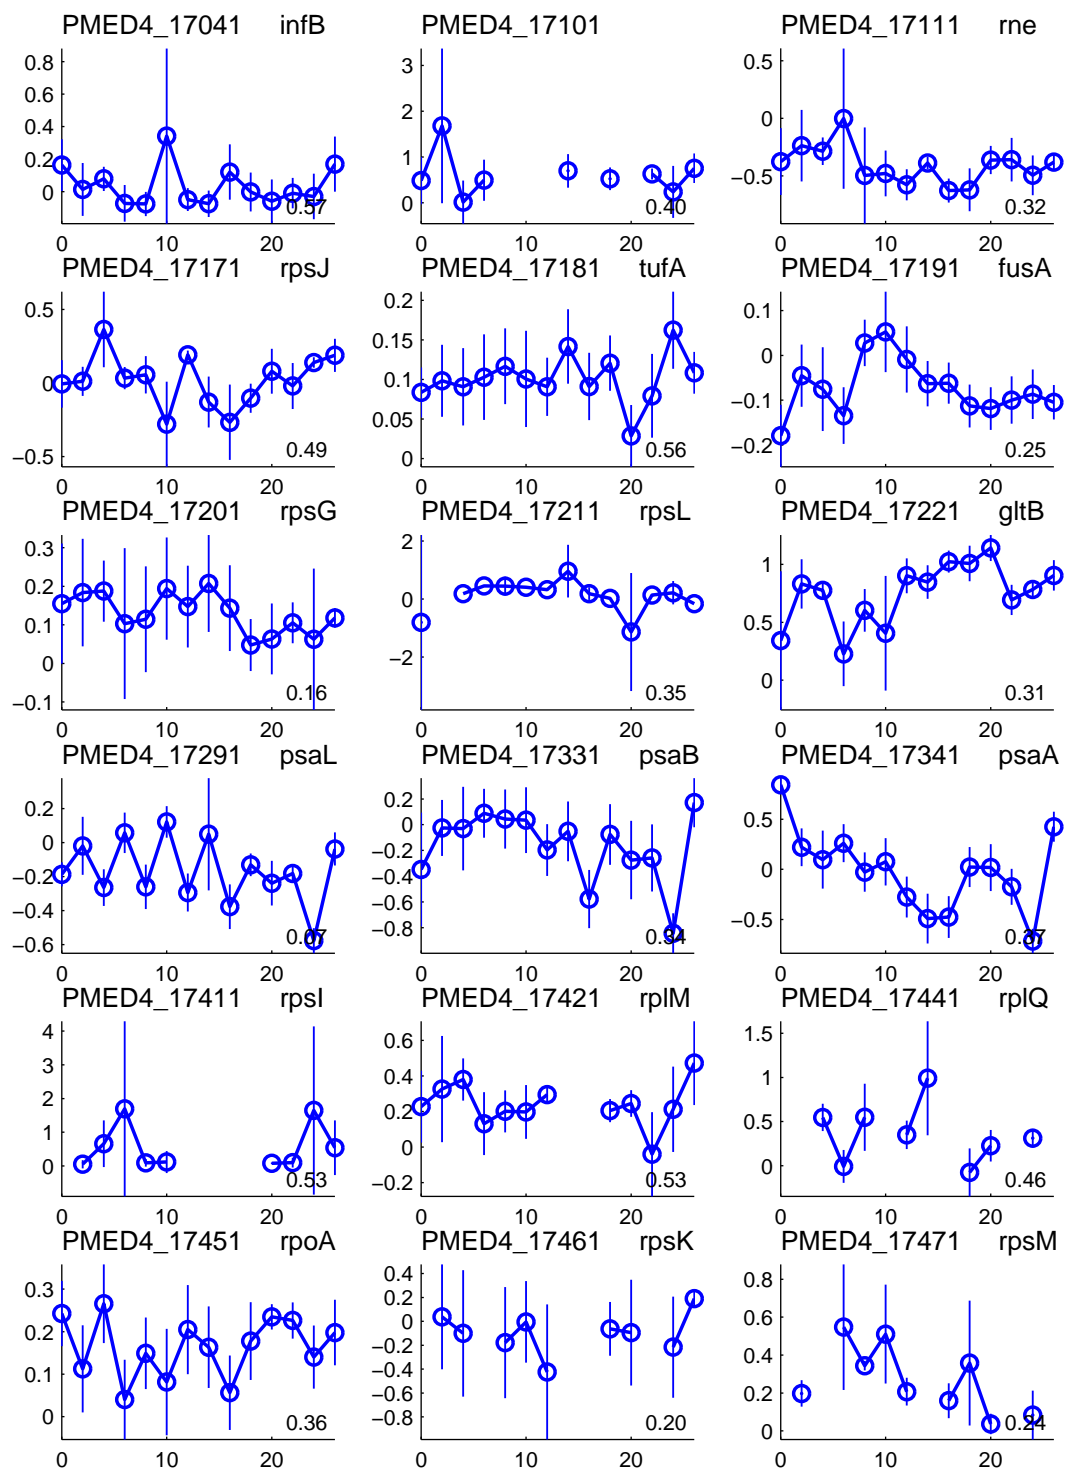 PMED4_17041 infB PMED4_17101 PMED4_17111 rne
0.8 0.6 0.4 0.2 0 0.57 3 2 1 0 0.40 0.5 0 −0.5 0.32
0 10 20 0 10 20 0 10 20
PMED4_17171 rpsJ PMED4_17181 tufA PMED4_17191 fusA
0.5 0 −0.5 0.49 0.2 0.15 0.1 0.05 0 0.56 0.1 0 −0.1 −0.2 0.25
0 10 20 0 10 20 0 10 20
PMED4_17201 rpsG PMED4_17211 rpsL PMED4_17221 gltB
0.3 0.2 0.1 0 −0.1 0.16 2 0 −2 0.35 1 0.5 0 0.31
0 10 20 0 10 20 0 10 20
PMED4_17291 psaL PMED4_17331 psaB PMED4_17341 psaA
0.2 0 −0.2 −0.4 −0.6 0.67 0.2 0 −0.2 −0.4 −0.6 −0.8 0.34 0.5 0 −0.5 0.37
0 10 20 0 10 20 0 10 20
PMED4_17411 rpsI PMED4_17421 rplM PMED4_17441 rplQ
4 3 2 1 0 0.53 0.6 0.4 0.2 0 −0.2 0.53 1.5 1 0.5 0 0.46
0 10 20 0 10 20 0 10 20
PMED4_17451 rpoA PMED4_17461 rpsK PMED4_17471 rpsM
0.3 0.2 0.1 0 0.36 0.4 0.2 0 −0.2 −0.4 −0.6 −0.8 0.20 0.8 0.6 0.4 0.2 0 0.24
0 10 20 0 10 20 0 10 20